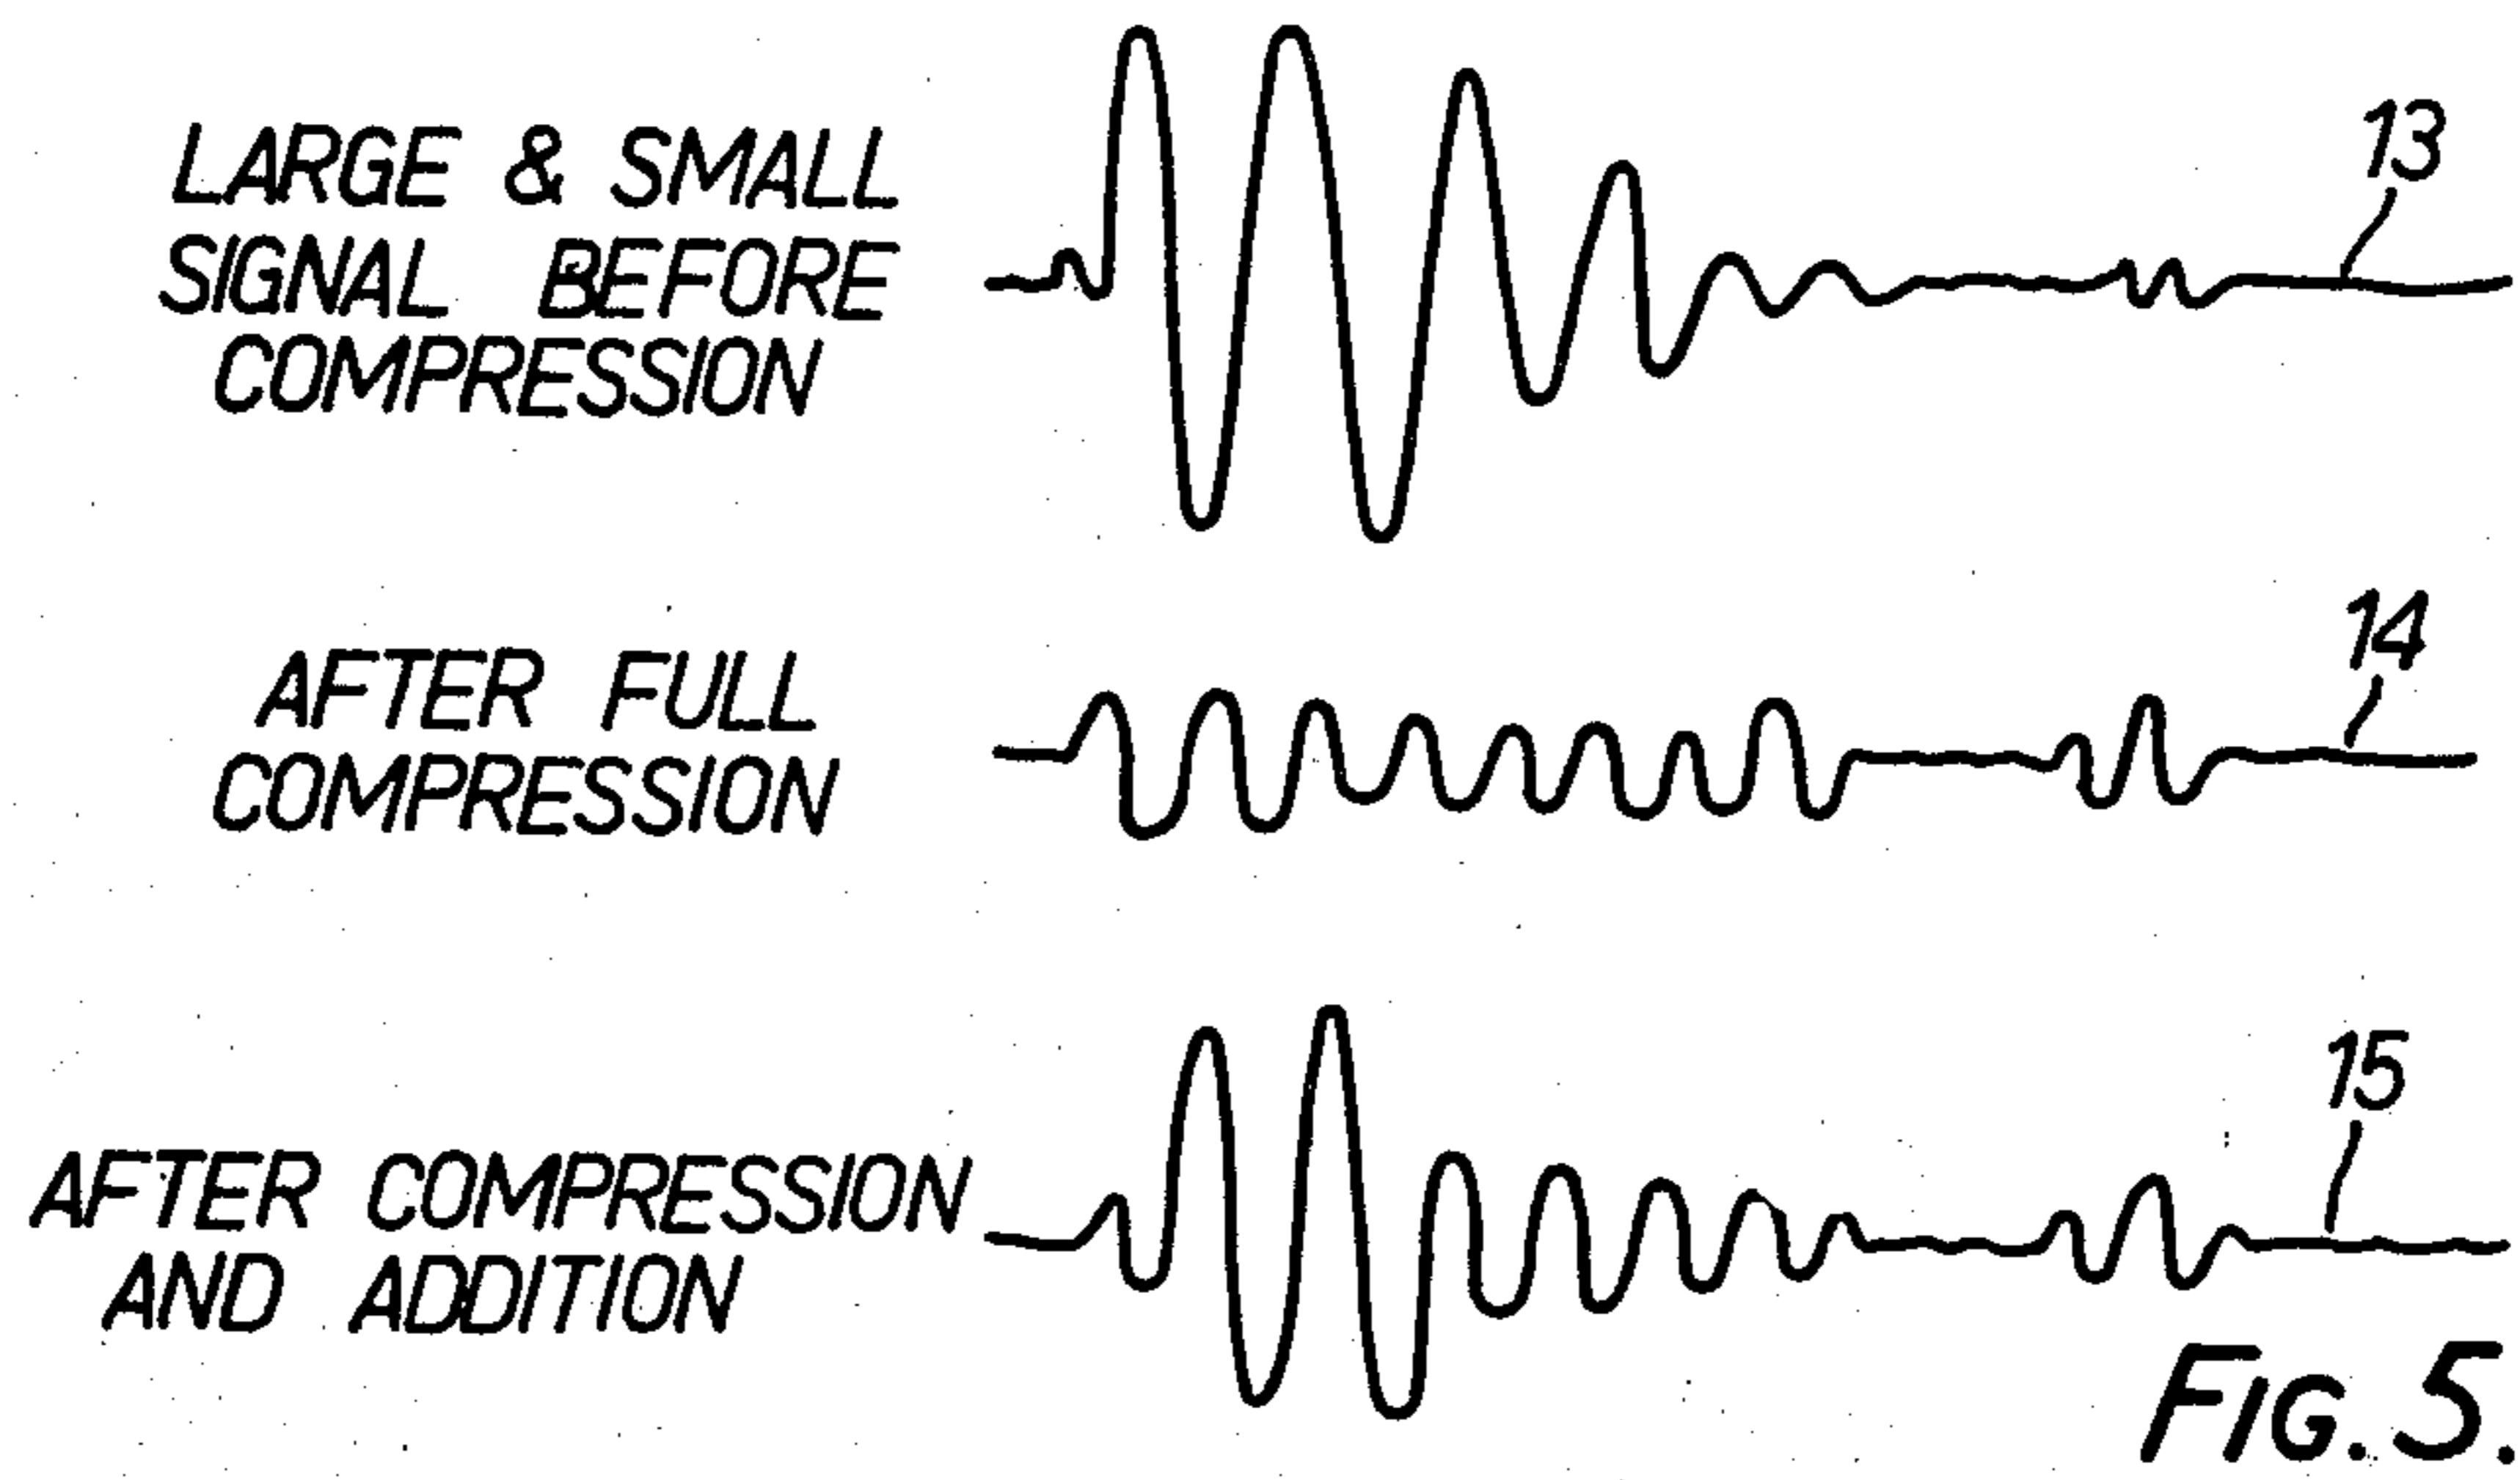 LARGE & SMALL
SIGNAL BEFORE
COMPRESSION
13
AFTER FULL
COMPRESSION
14
AFTER COMPRESSION
AND ADDITION
15
FIG. 5.